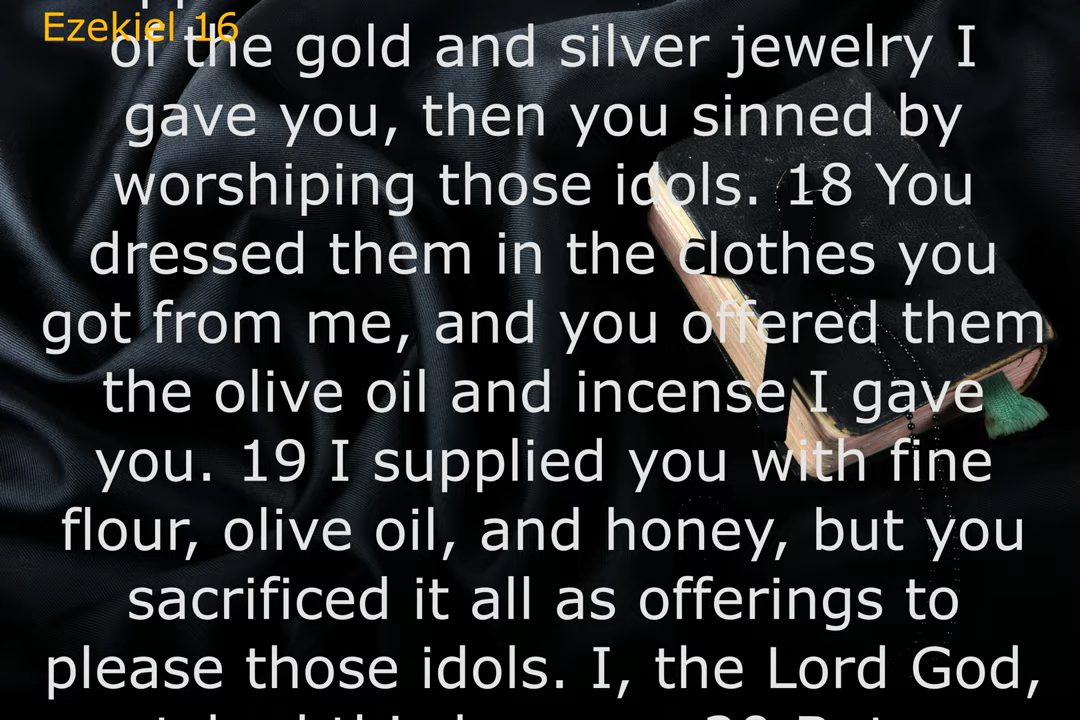 Ezekiel 16
of the gold and silver jewelry I
gave you, then you sinned by
worshiping those idols. 18 You
dressed them in the clothes you
got from me, and you offered them
the olive oil and incense I gave
you. 19 I supplied you with fine
flour, olive oil, and honey, but you
sacrificed it all as offerings to
please those idols. I, the Lord God,